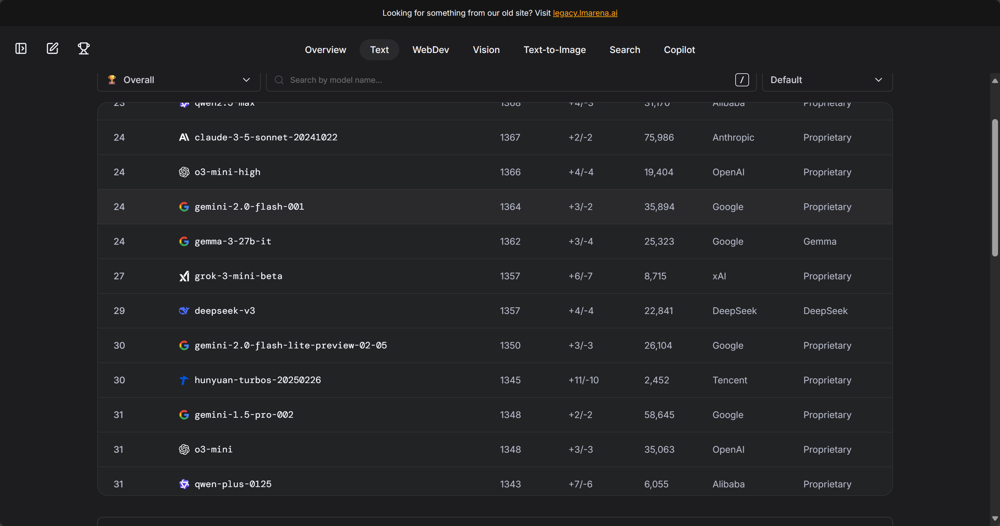 Looking for something from our old site? Visit legacy.lmarena.ai
Overview Text WebDev Vision Text-to-Image Search Copilot
Overall Search by model name... / Default
23 qwen2.5-max 1368 +4/-3 31,170 Alibaba Proprietary
24 claude-3-5-sonnet-20241022 1367 +2/-2 75,986 Anthropic Proprietary
24 o3-mini-high 1366 +4/-4 19,404 OpenAI Proprietary
24 gemini-2.0-flash-001 1364 +3/-2 35,894 Google Proprietary
24 gemma-3-27b-it 1362 +3/-4 25,323 Google Gemma
27 grok-3-mini-beta 1357 +6/-7 8,715 xAI Proprietary
29 deepseek-v3 1357 +4/-4 22,841 DeepSeek DeepSeek
30 gemini-2.0-flash-lite-preview-02-05 1350 +3/-3 26,104 Google Proprietary
30 hunyuan-turbos-20250226 1345 +11/-10 2,452 Tencent Proprietary
31 gemini-1.5-pro-002 1348 +2/-2 58,645 Google Proprietary
31 o3-mini 1348 +3/-3 35,063 OpenAI Proprietary
31 qwen-plus-0125 1343 +7/-6 6,055 Alibaba Proprietary